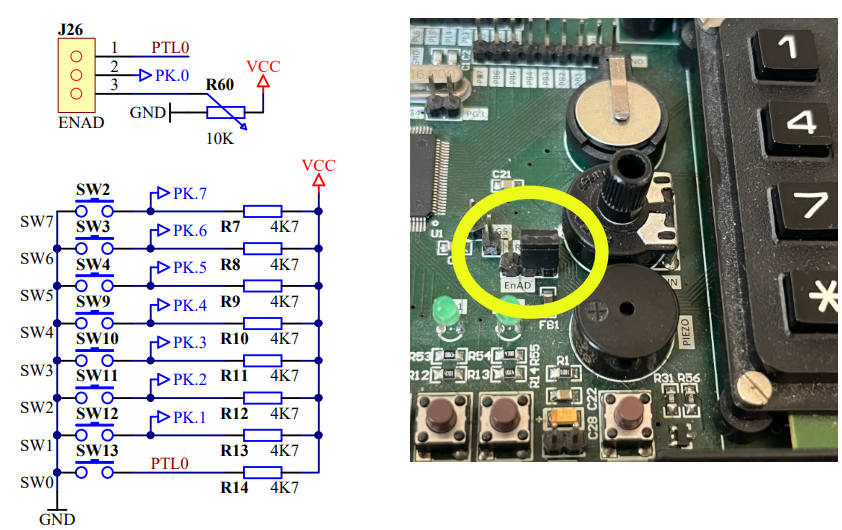 J26
1
PTL0
2
PK.0
3
R60
VCC
GND
ENAD
10K
VCC
SW2
PK.7
SW7
R7
4K7
SW3
PK.6
SW6
R8
4K7
SW4
PK.5
SW5
R9
4K7
SW9
PK.4
SW4
R10
4K7
SW10
PK.3
SW3
R11
4K7
SW11
PK.2
SW2
R12
4K7
SW12
PK.1
SW1
R13
4K7
SW13
PTL0
SW0
R14
4K7
GND
1
4
7
*
PG3
C21
U1
EnAD
FB1
PIEZO
R53
R54
R55
R12
R13
R14
R1
C22
C28
R31 R56